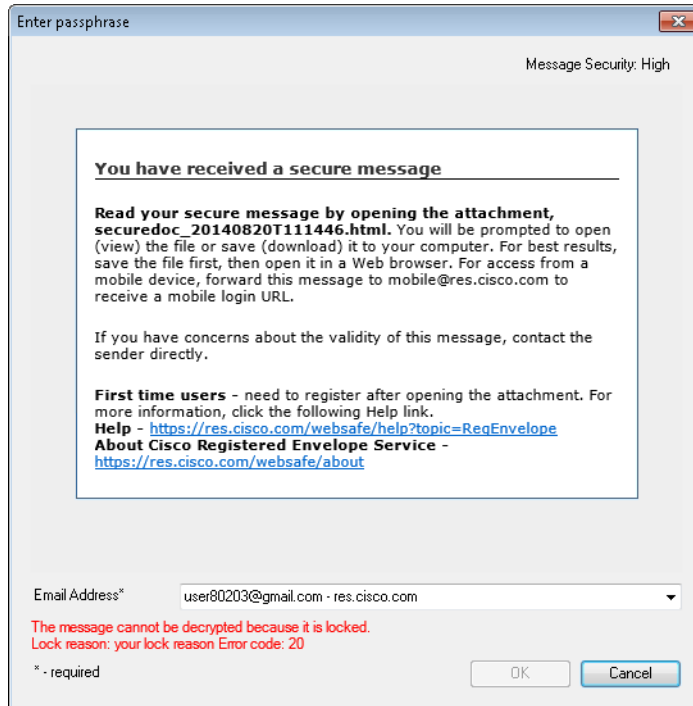 Enter passphrase
Message Security: High
You have received a secure message
Read your secure message by opening the attachment,
securedoc_20140820T111446.html. You will be prompted to open
(view) the file or save (download) it to your computer. For best results,
save the file first, then open it in a Web browser. For access from a
mobile device, forward this message to mobile@res.cisco.com to
receive a mobile login URL.
If you have concerns about the validity of this message, contact the
sender directly.
First time users - need to register after opening the attachment. For
more information, click the following Help link.
Help - https://res.cisco.com/websafe/help?topic=RegEnvelope
About Cisco Registered Envelope Service -
https://res.cisco.com/websafe/about
Email Address*
user80203@gmail.com - res.cisco.com
The message cannot be decrypted because it is locked.
Lock reason: your lock reason Error code: 20
* - required
OK
Cancel